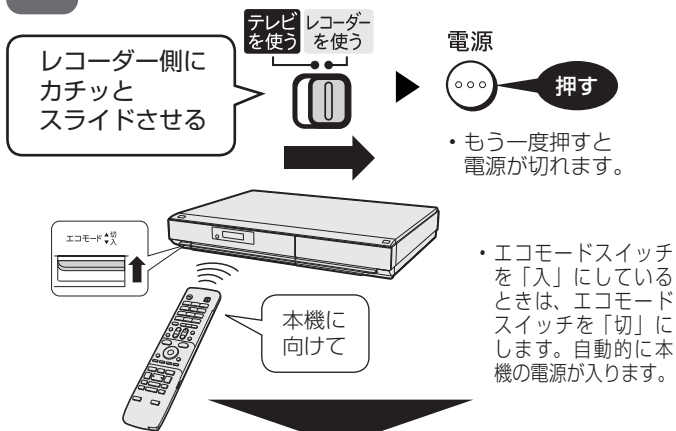 テレビ
を使う
レコーダー
を使う
レコーダー側に
カチッと
スライドさせる
電源
押す
・もう一度押すと
電源が切れます。
エコモード ▲切
▼入
本機に
向けて
・エコモードスイッチ
を「入」にしている
ときは、エコモード
スイッチを「切」に
します。自動的に本
機の電源が入ります。